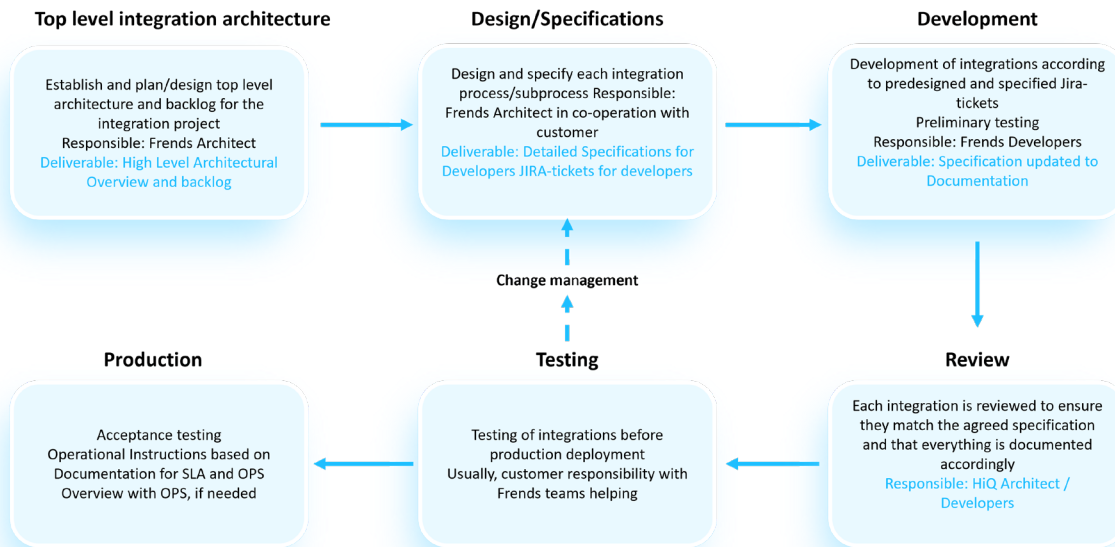 Top level integration architecture
Establish and plan/design top level
architecture and backlog for the
integration project
Responsible: Frends Architect
Deliverable: High Level Architectural
Overview and backlog
Design/Specifications
Design and specify each integration
process/subprocess Responsible:
Frends Architect in co-operation with
customer
Deliverable: Detailed Specifications for
Developers JIRA-tickets for developers
Development
Development of integrations according
to predesigned and specified Jira-
tickets
Preliminary testing
Responsible: Frends Developers
Deliverable: Specification updated to
Documentation
Change management
Production
Acceptance testing
Operational Instructions based on
Documentation for SLA and OPS
Overview with OPS, if needed
Testing
Testing of integrations before
production deployment
Usually, customer responsibility with
Frends teams helping
Review
Each integration is reviewed to ensure
they match the agreed specification
and that everything is documented
accordingly
Responsible: HiQ Architect /
Developers